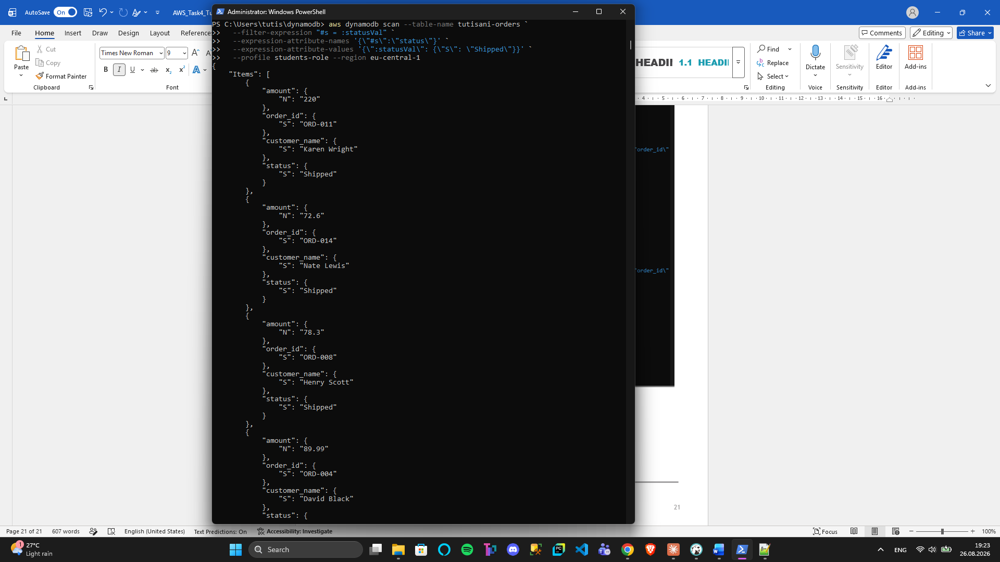 AutoSave On AWS_Task4_Tu
Administrator: Windows PowerShell
File Home Insert Draw Design Layout Reference
Comments Editing Share
Paste Cut Copy Format Painter Clipboard
Times New Roman 9
B I U ab x₂ x² A
Font
HEADII 1.1 HEADI
Find
Replace
Select
Editing
Dictate
Voice
Sensitivity
Sensitivity
Editor
Editor
Add-ins
Add-ins
4 5 6 7 8 9 10 11 12 13 14 15 16
PS C:\Users\tutis\dynamodb> aws dynamodb scan --table-name tutisani-orders `
>>   --filter-expression "#s = :statusVal" `
>>   --expression-attribute-names '{\"#s\":\"status\"}' `
>>   --expression-attribute-values '{\":statusVal\": {\"S\": \"Shipped\"}}' `
>>   --profile students-role --region eu-central-1
{
    "Items": [
        {
            "amount": {
                "N": "220"
            },
            "order_id": {
                "S": "ORD-011"
            },
            "customer_name": {
                "S": "Karen Wright"
            },
            "status": {
                "S": "Shipped"
            }
        },
        {
            "amount": {
                "N": "72.6"
            },
            "order_id": {
                "S": "ORD-014"
            },
            "customer_name": {
                "S": "Nate Lewis"
            },
            "status": {
                "S": "Shipped"
            }
        },
        {
            "amount": {
                "N": "78.3"
            },
            "order_id": {
                "S": "ORD-008"
            },
            "customer_name": {
                "S": "Henry Scott"
            },
            "status": {
                "S": "Shipped"
            }
        },
        {
            "amount": {
                "N": "89.99"
            },
            "order_id": {
                "S": "ORD-004"
            },
            "customer_name": {
                "S": "David Black"
            },
            "status": {
"order_id\"
"order_id\"
21
Page 21 of 21 607 words English (United States) Text Predictions: On Accessibility: Investigate Focus 100%
1
27°C
Light rain
Search
ENG
19:23
26.08.2026